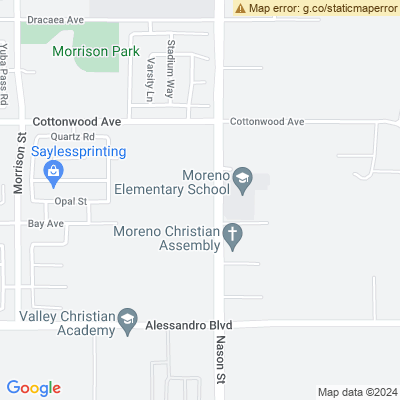 Map error: g.co/staticmaperror
Dracaea Ave
Morrison Park
Yuba Pass Rd
Varsity Ln
Stadium Way
Cottonwood Ave
Cottonwood Ave
Quartz Rd
Saylessprinting
Morrison St
Moreno
Elementary School
Opal St
Bay Ave
Moreno Christian
Assembly
Valley Christian
Academy
Alessandro Blvd
Nason St
Google
Map data ©2024